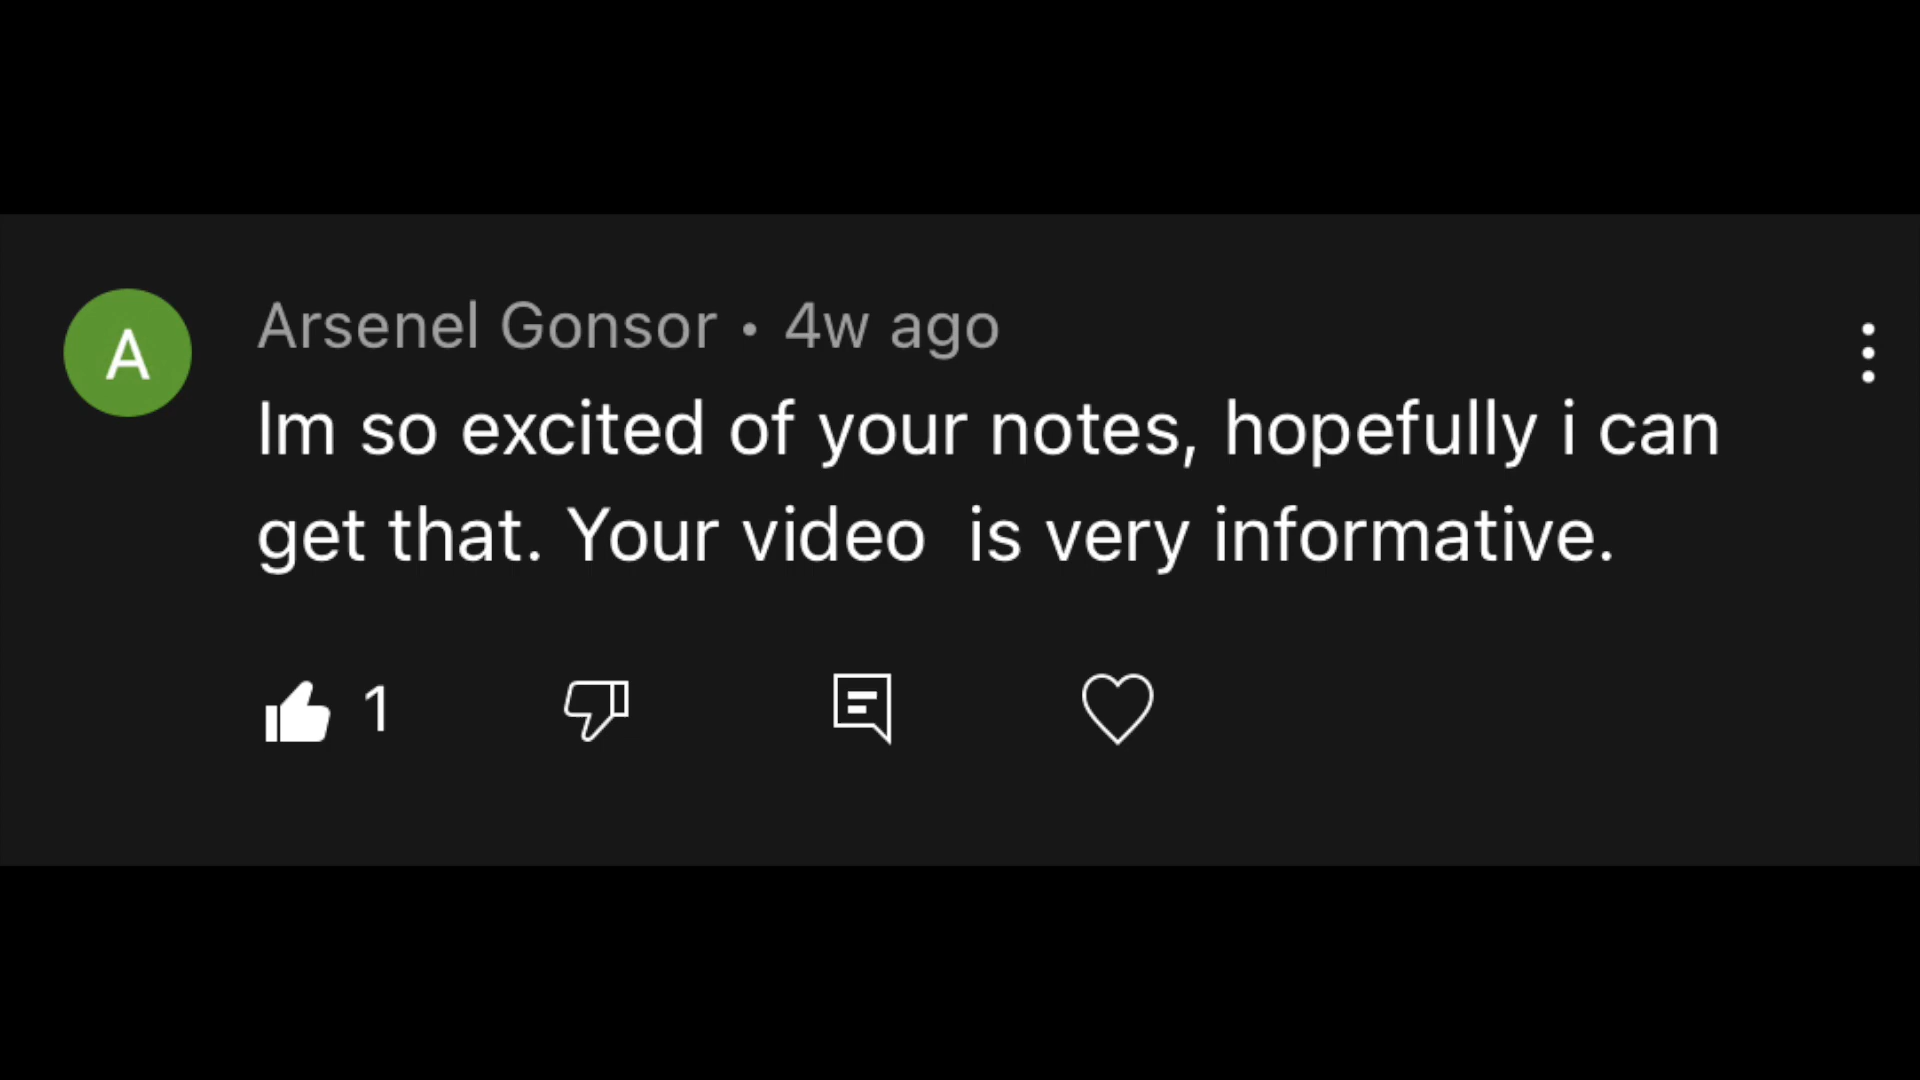 A
Arsenel Gonsor • 4w ago
Im so excited of your notes, hopefully i can
get that. Your video  is very informative.
1